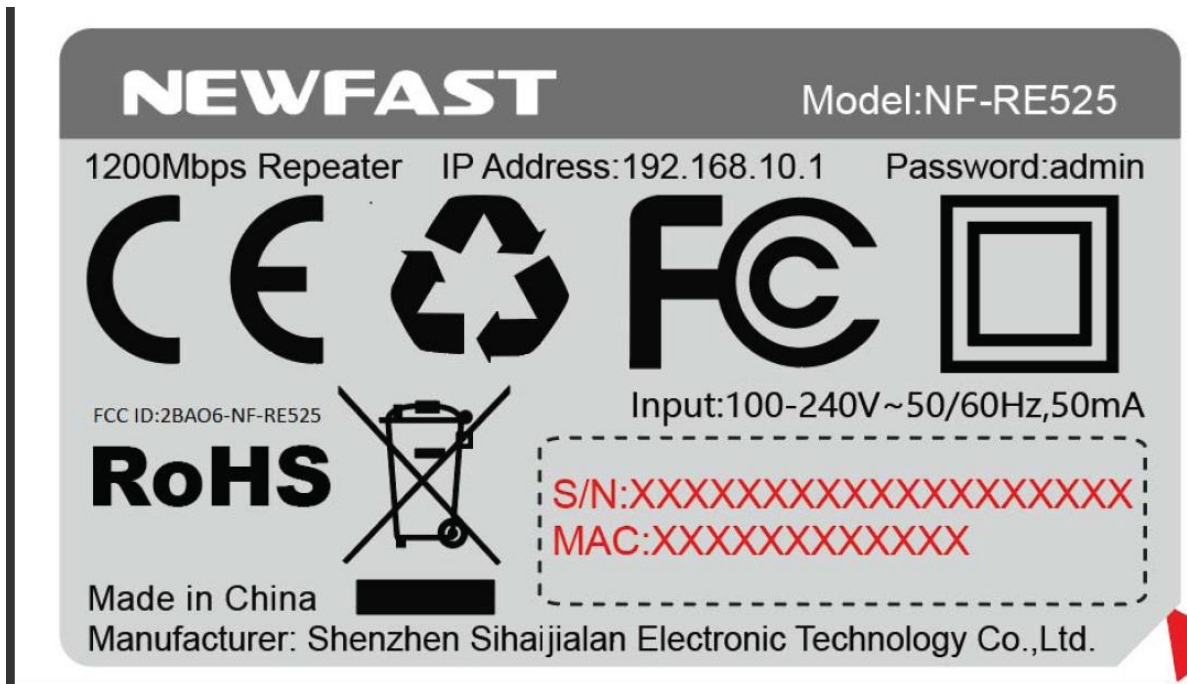 NEWFAST Model:NF-RE525
1200Mbps Repeater IP Address:192.168.10.1 Password:admin
CE FC
Input:100-240V~50/60Hz,50mA
FCC ID:2BAO6-NF-RE525
RoHS
S/N:XXXXXXXXXXXXXXXXXXX
MAC:XXXXXXXXXXXX
Made in China
Manufacturer: Shenzhen Sihaijialan Electronic Technology Co.,Ltd.